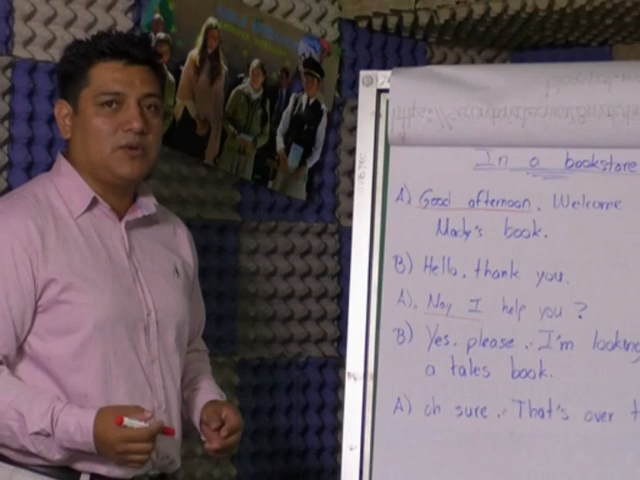 In a bookstore
A) Good afternoon. Welcome
Mady's book.
B) Hello, thank you.
A). May I help you?
B) Yes, please. I'm looking
a tales book.
A) oh sure. That's over t